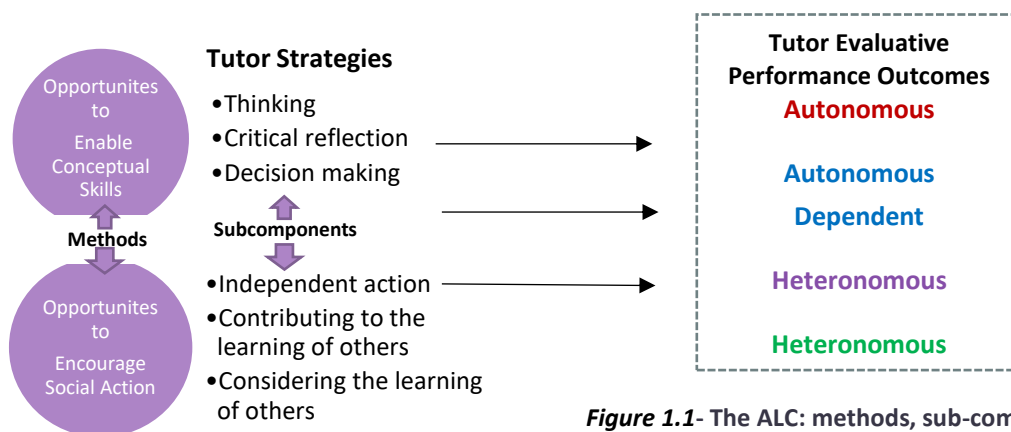 Opportunites
to
Enable
Conceptual
Skills
Methods
Opportunites
to
Encourage
Social Action
Tutor Strategies
•Thinking
•Critical reflection
•Decision making
Subcomponents
•Independent action
•Contributing to the
learning of others
•Considering the learning
of others
Tutor Evaluative
Performance Outcomes
Autonomous
Autonomous
Dependent
Heteronomous
Heteronomous
Figure 1.1- The ALC: methods, sub-com